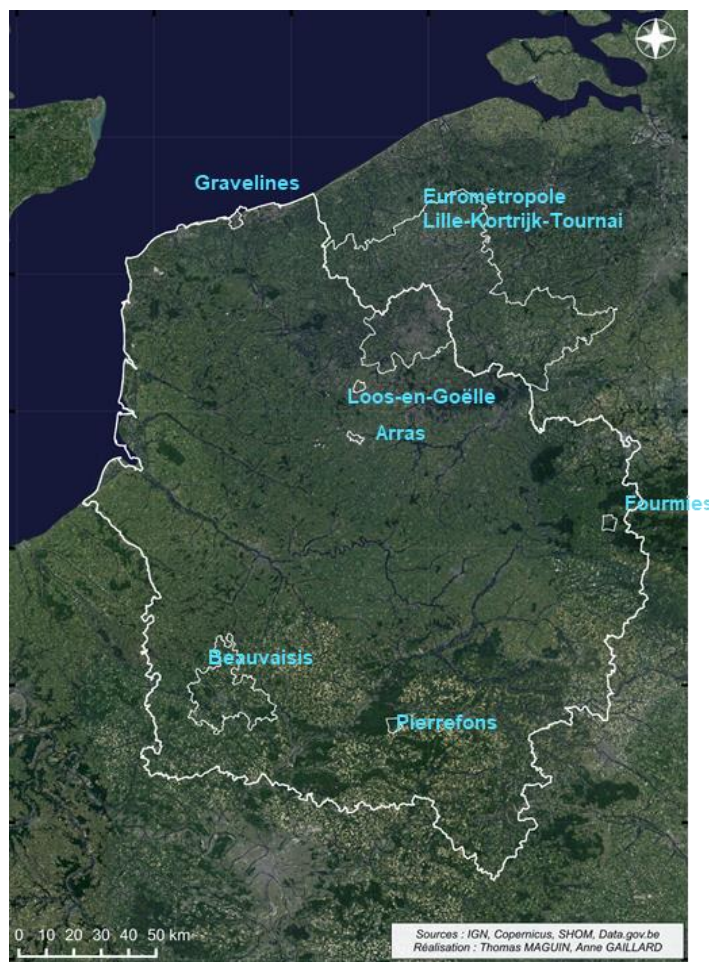 Gravelines
Eurométropole
Lille-Kortrijk-Tournai
Loos-en-Goëlle
Arras
Fourmies
Beauvaisis
Pierrefons
0 10 20 30 40 50 km
Sources : IGN, Copernicus, SHOM, Data.gov.be
Réalisation : Thomas MAGUIN, Anne GAILLARD